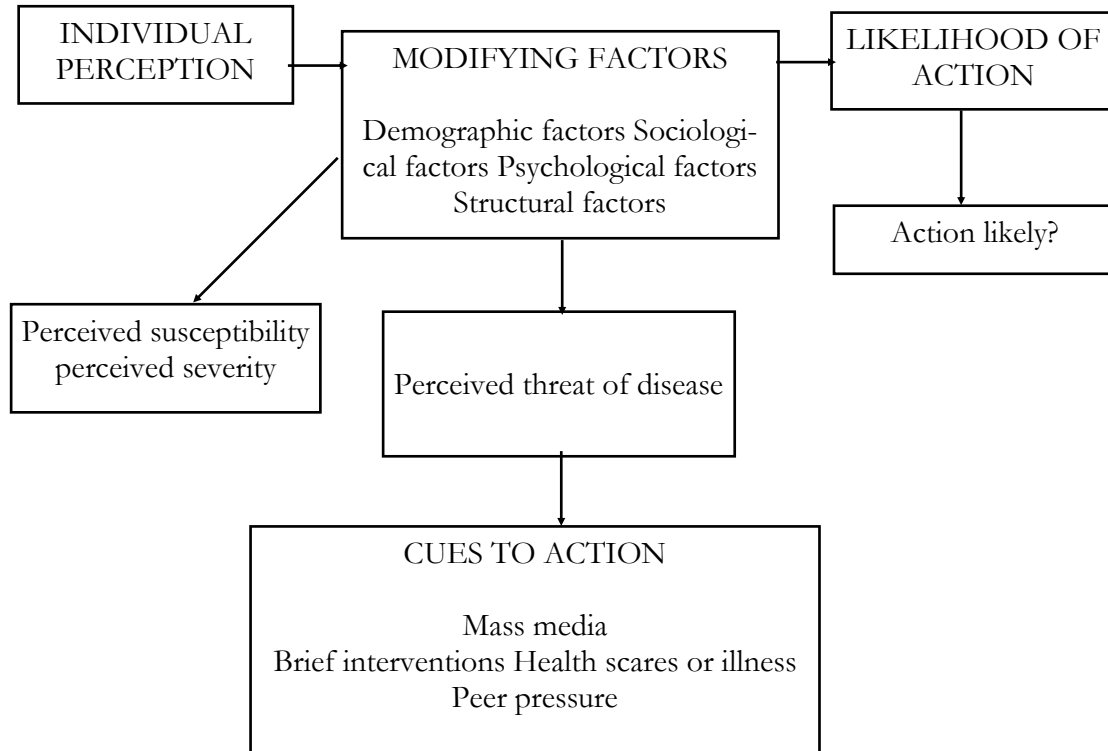 INDIVIDUAL
PERCEPTION
MODIFYING FACTORS
Demographic factors Sociologi-
cal factors Psychological factors
Structural factors
LIKELIHOOD OF
ACTION
Action likely?
Perceived susceptibility
perceived severity
Perceived threat of disease
CUES TO ACTION
Mass media
Brief interventions Health scares or illness
Peer pressure